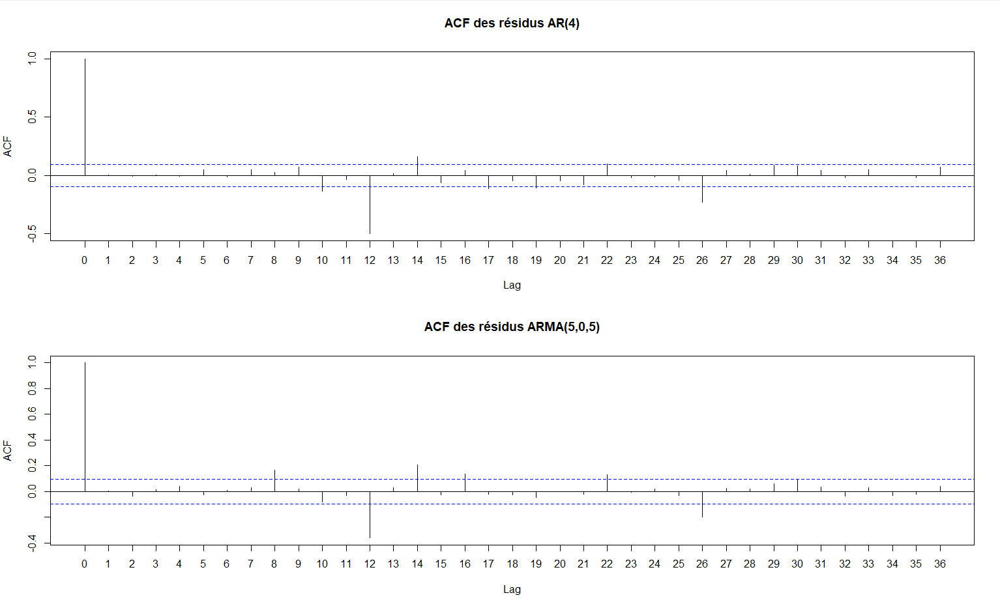 ACF des résidus AR(4)
ACF
1.0
0.5
0.0
-0.5
0 1 2 3 4 5 6 7 8 9 10 11 12 13 14 15 16 17 18 19 20 21 22 23 24 25 26 27 28 29 30 31 32 33 34 35 36
Lag
ACF des résidus ARMA(5,0,5)
ACF
1.0
0.8
0.6
0.4
0.2
0.0
-0.4
0 1 2 3 4 5 6 7 8 9 10 11 12 13 14 15 16 17 18 19 20 21 22 23 24 25 26 27 28 29 30 31 32 33 34 35 36
Lag